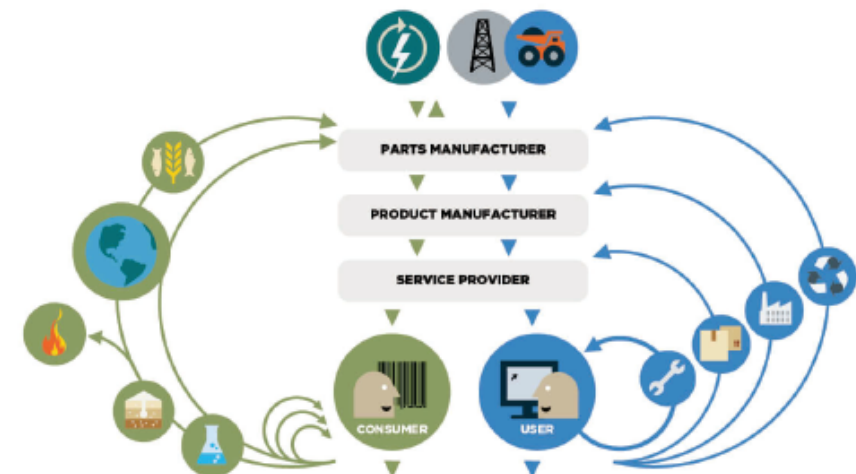 PARTS MANUFACTURER
PRODUCT MANUFACTURER
SERVICE PROVIDER
CONSUMER
USER